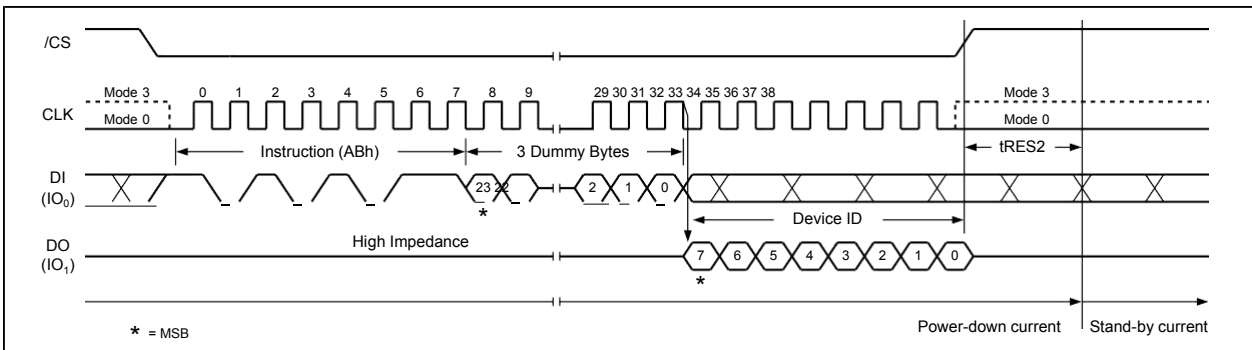 /CS
Mode 3 0 1 2 3 4 5 6 7 8 9 29 30 31 32 33 34 35 36 37 38 Mode 3
CLK
Mode 0 Mode 0
Instruction (ABh) 3 Dummy Bytes tRES2
DI
(IO0)
23 22 2 1 0
*
Device ID
High Impedance
DO
(IO1)
7 6 5 4 3 2 1 0
*
* = MSB
Power-down current Stand-by current